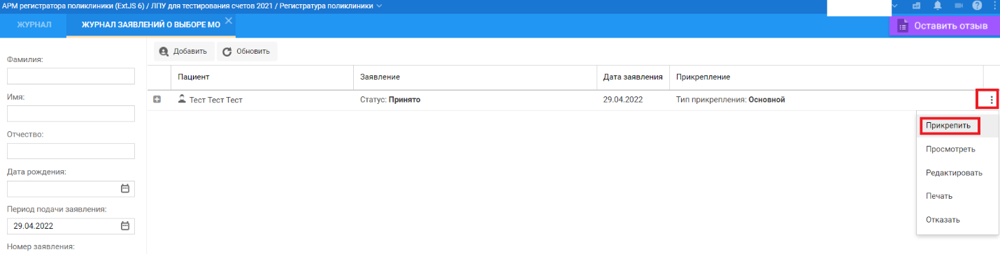 АРМ регистратора поликлиники (ExtJS 6) / ЛПУ для тестирования счетов 2021 / Регистратура поликлиники
ЖУРНАЛ
ЖУРНАЛ ЗАЯВЛЕНИЙ О ВЫБОРЕ МО
Оставить отзыв
Фамилия:
Имя:
Отчество:
Дата рождения:
Период подачи заявления:
29.04.2022
Номер заявления:
Добавить
Обновить
Пациент
Заявление
Дата заявления
Прикрепление
Тест Тест Тест
Статус: Принято
29.04.2022
Тип прикрепления: Основной
Прикрепить
Просмотреть
Редактировать
Печать
Отказать